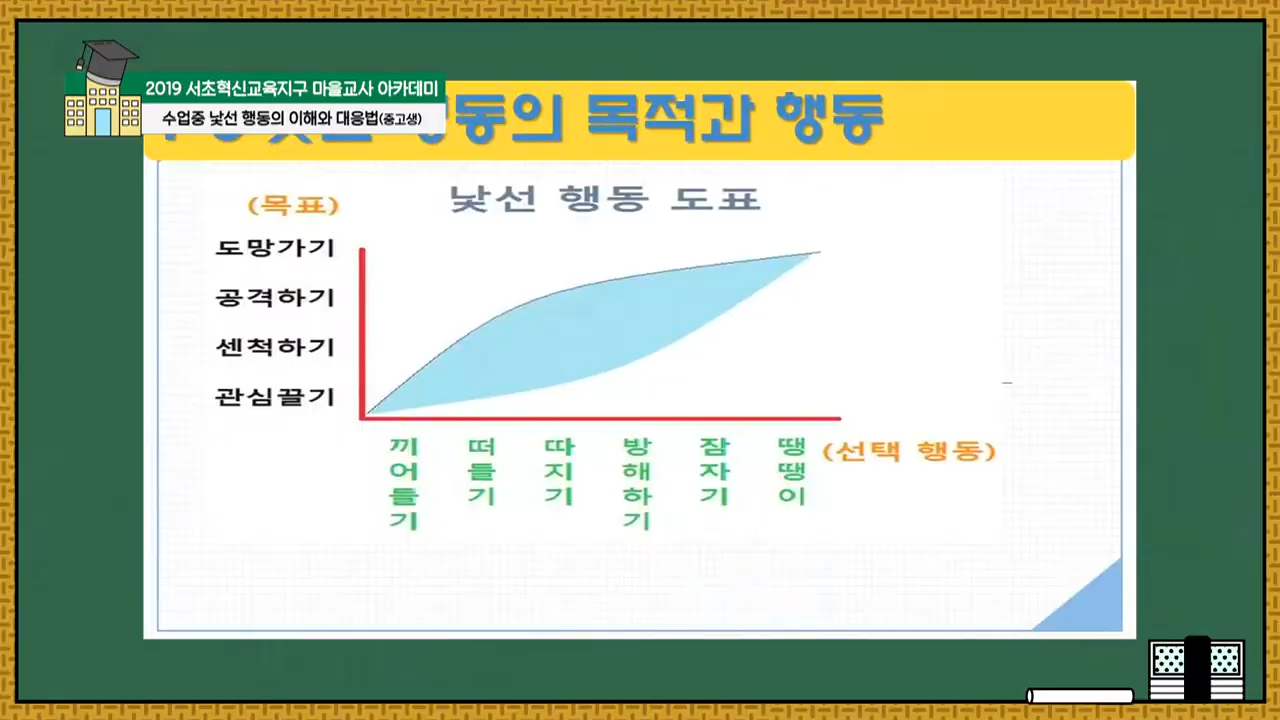 2019 서초혁신교육지구 마을교사 아카데미
수업중 낯선 행동의 이해와 대응법(중고생)
행동의 목적과 행동
낯선 행동 도표
(목표)
도망가기
공격하기
센척하기
관심끌기
끼어들기
떠들기
따지기
방해하기
잠자기
땡땡이
(선택 행동)